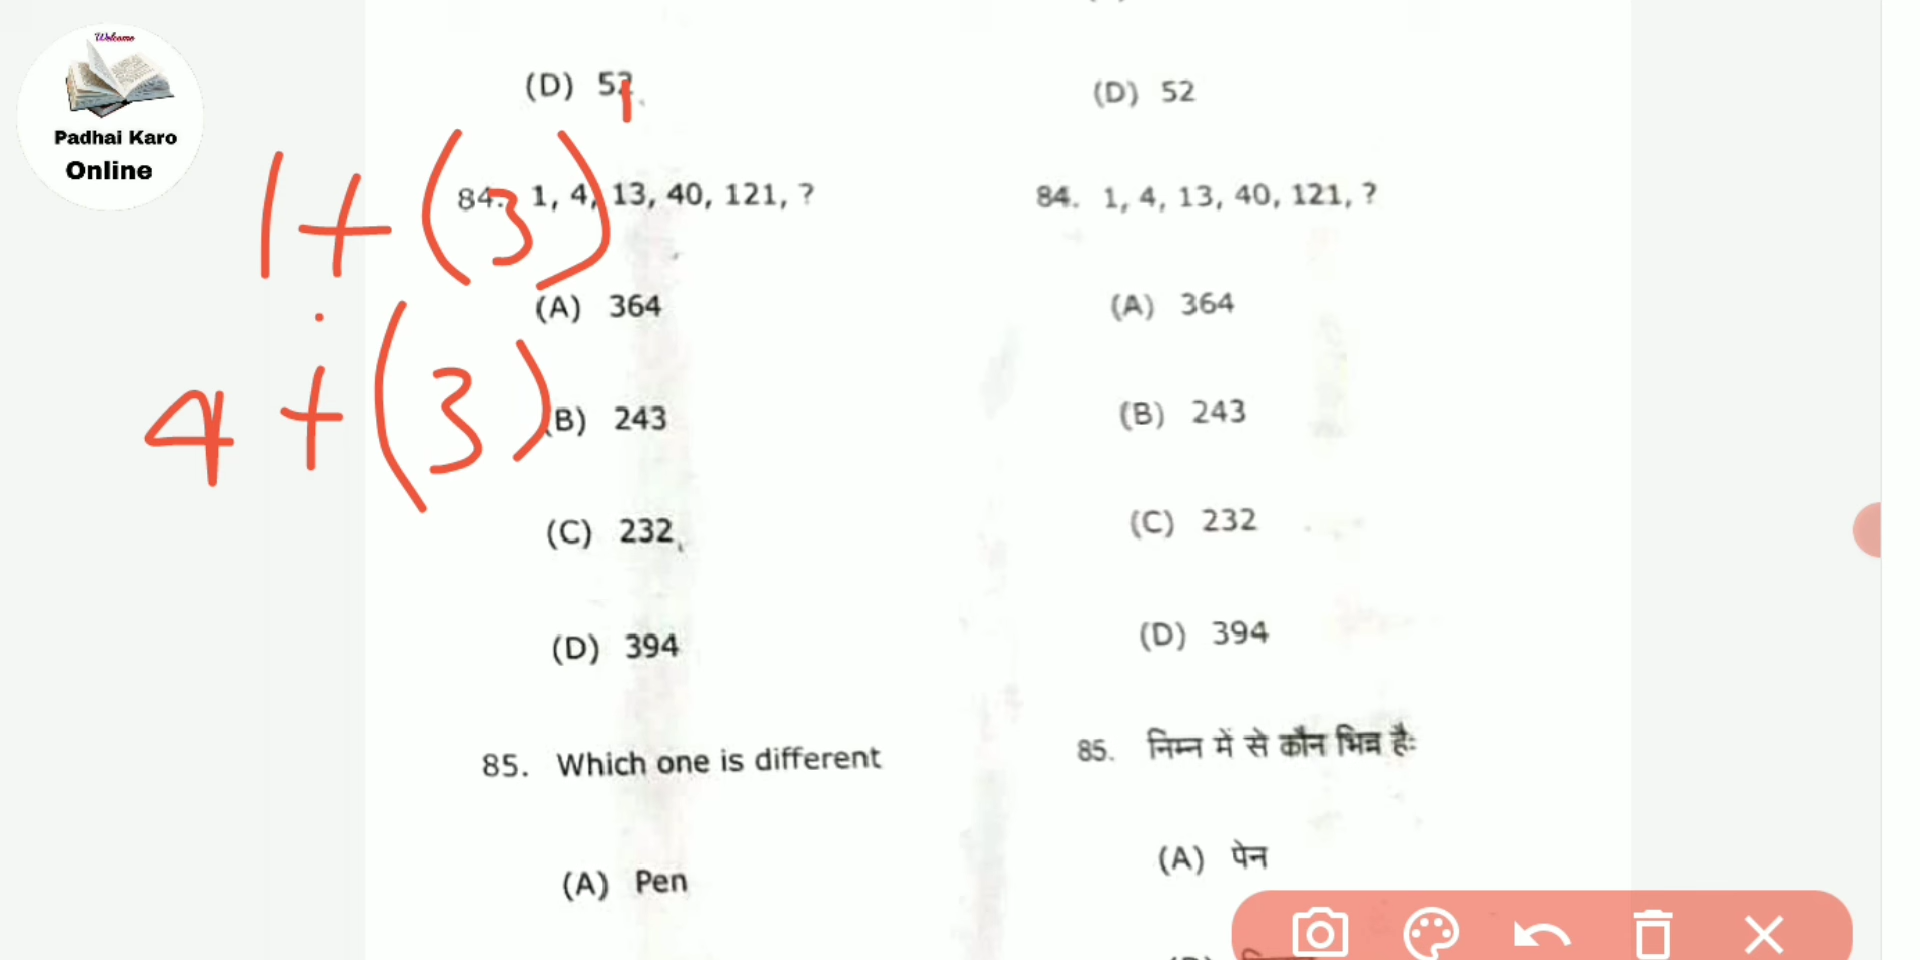 Welcome
Padhai Karo
Online
(D) 52
84. 1, 4, 13, 40, 121, ?
(A) 364
(B) 243
(C) 232
(D) 394
85. Which one is different
(A) Pen
1+(3)
4+(3)
(D) 52
84. 1, 4, 13, 40, 121, ?
(A) 364
(B) 243
(C) 232
(D) 394
85. निम्न में से कौन भिन्न है:
(A) पेन